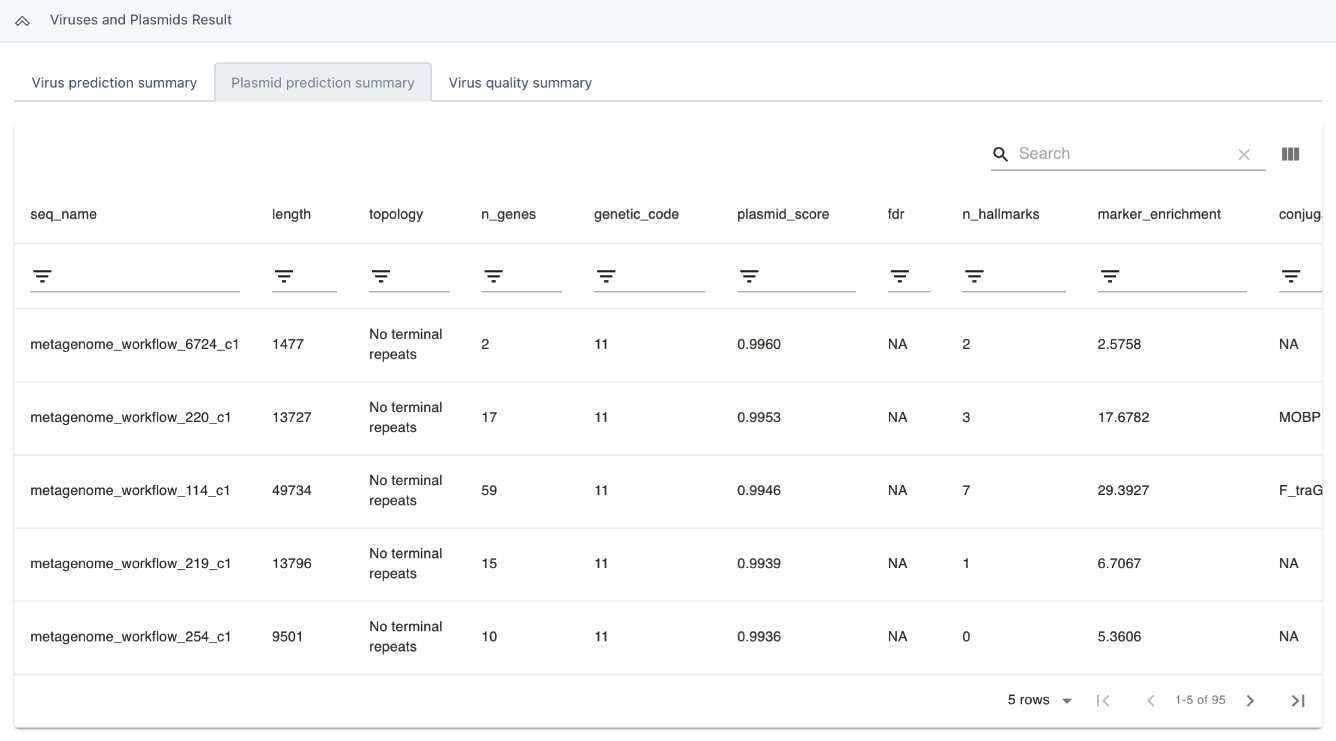 Viruses and Plasmids Result
Virus prediction summary Plasmid prediction summary Virus quality summary
Search
seq_name length topology n_genes genetic_code plasmid_score fdr n_hallmarks marker_enrichment conjug
metagenome_workflow_6724_c1 1477 No terminal repeats 2 11 0.9960 NA 2 2.5758 NA
metagenome_workflow_220_c1 13727 No terminal repeats 17 11 0.9953 NA 3 17.6782 MOBP
metagenome_workflow_114_c1 49734 No terminal repeats 59 11 0.9946 NA 7 29.3927 F_traG
metagenome_workflow_219_c1 13796 No terminal repeats 15 11 0.9939 NA 1 6.7067 NA
metagenome_workflow_254_c1 9501 No terminal repeats 10 11 0.9936 NA 0 5.3606 NA
5 rows 1-5 of 95